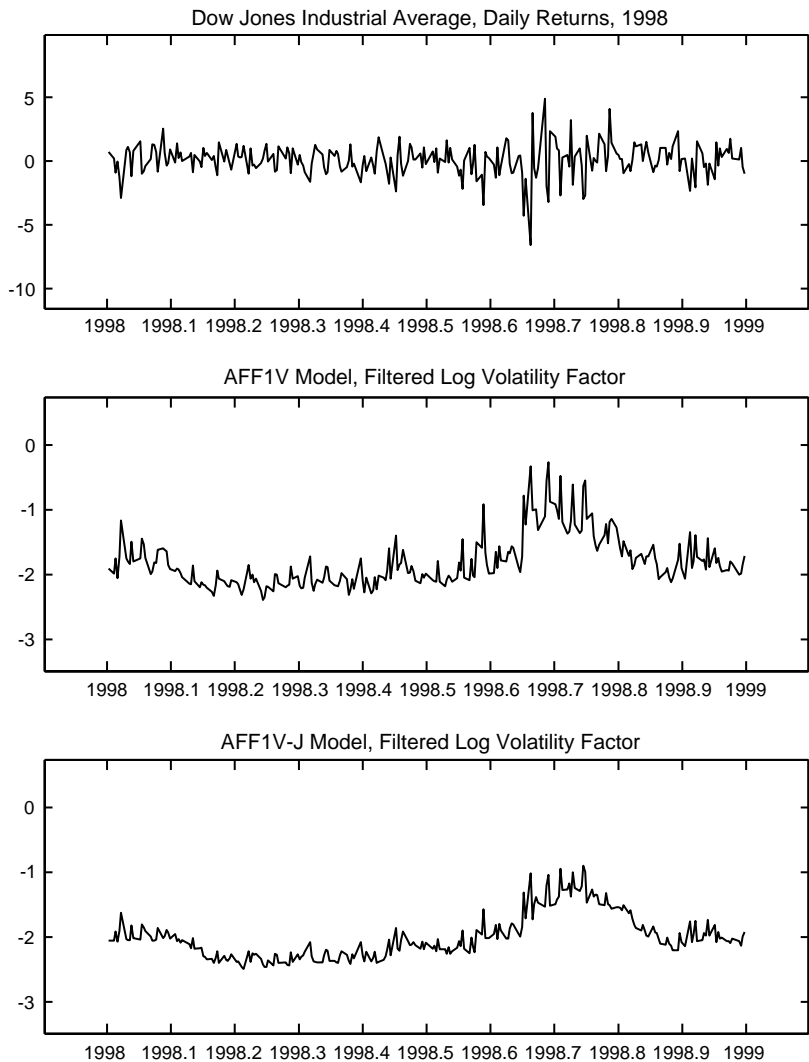 Dow Jones Industrial Average, Daily Returns, 1998
5
0
-5
-10
1998 1998.1 1998.2 1998.3 1998.4 1998.5 1998.6 1998.7 1998.8 1998.9 1999
AFF1V Model, Filtered Log Volatility Factor
0
-1
-2
-3
1998 1998.1 1998.2 1998.3 1998.4 1998.5 1998.6 1998.7 1998.8 1998.9 1999
AFF1V-J Model, Filtered Log Volatility Factor
0
-1
-2
-3
1998 1998.1 1998.2 1998.3 1998.4 1998.5 1998.6 1998.7 1998.8 1998.9 1999